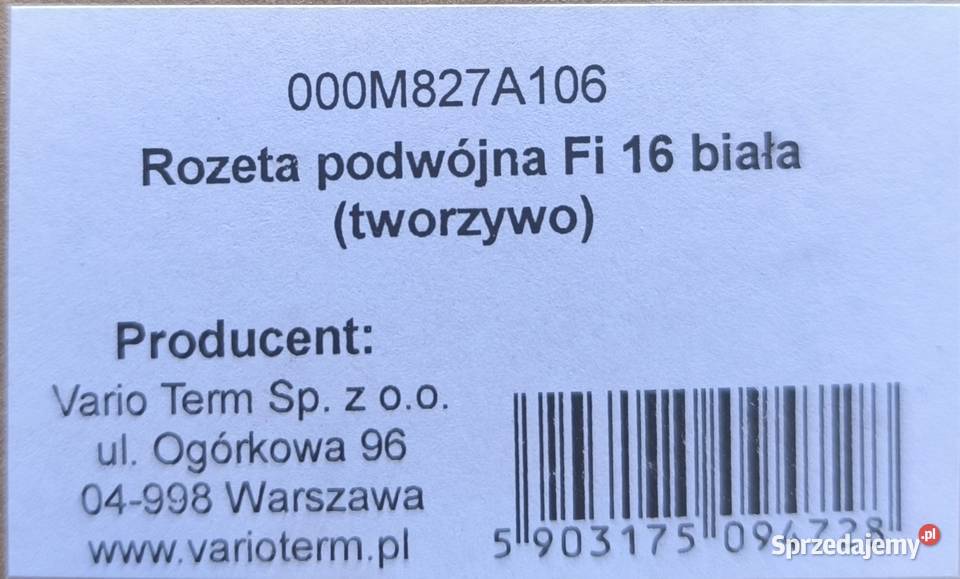 000M827A106
Rozeta podwójna Fi 16 biała
(tworzywo)
Producent:
Vario Term Sp. z o.o.
ul. Ogórkowa 96
04-998 Warszawa
www.varioterm.pl
5 903175 094728
Sprzedajemy.pl